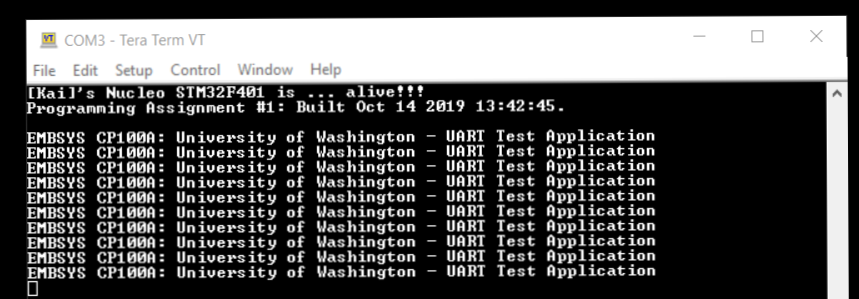 COM3 - Tera Term VT
File Edit Setup Control Window Help
[Kai]'s Nucleo STM32F401 is ... alive!!!
Programming Assignment #1: Built Oct 14 2019 13:42:45.
EMBSYS CP100A: University of Washington - UART Test Application
EMBSYS CP100A: University of Washington - UART Test Application
EMBSYS CP100A: University of Washington - UART Test Application
EMBSYS CP100A: University of Washington - UART Test Application
EMBSYS CP100A: University of Washington - UART Test Application
EMBSYS CP100A: University of Washington - UART Test Application
EMBSYS CP100A: University of Washington - UART Test Application
EMBSYS CP100A: University of Washington - UART Test Application
EMBSYS CP100A: University of Washington - UART Test Application
EMBSYS CP100A: University of Washington - UART Test Application